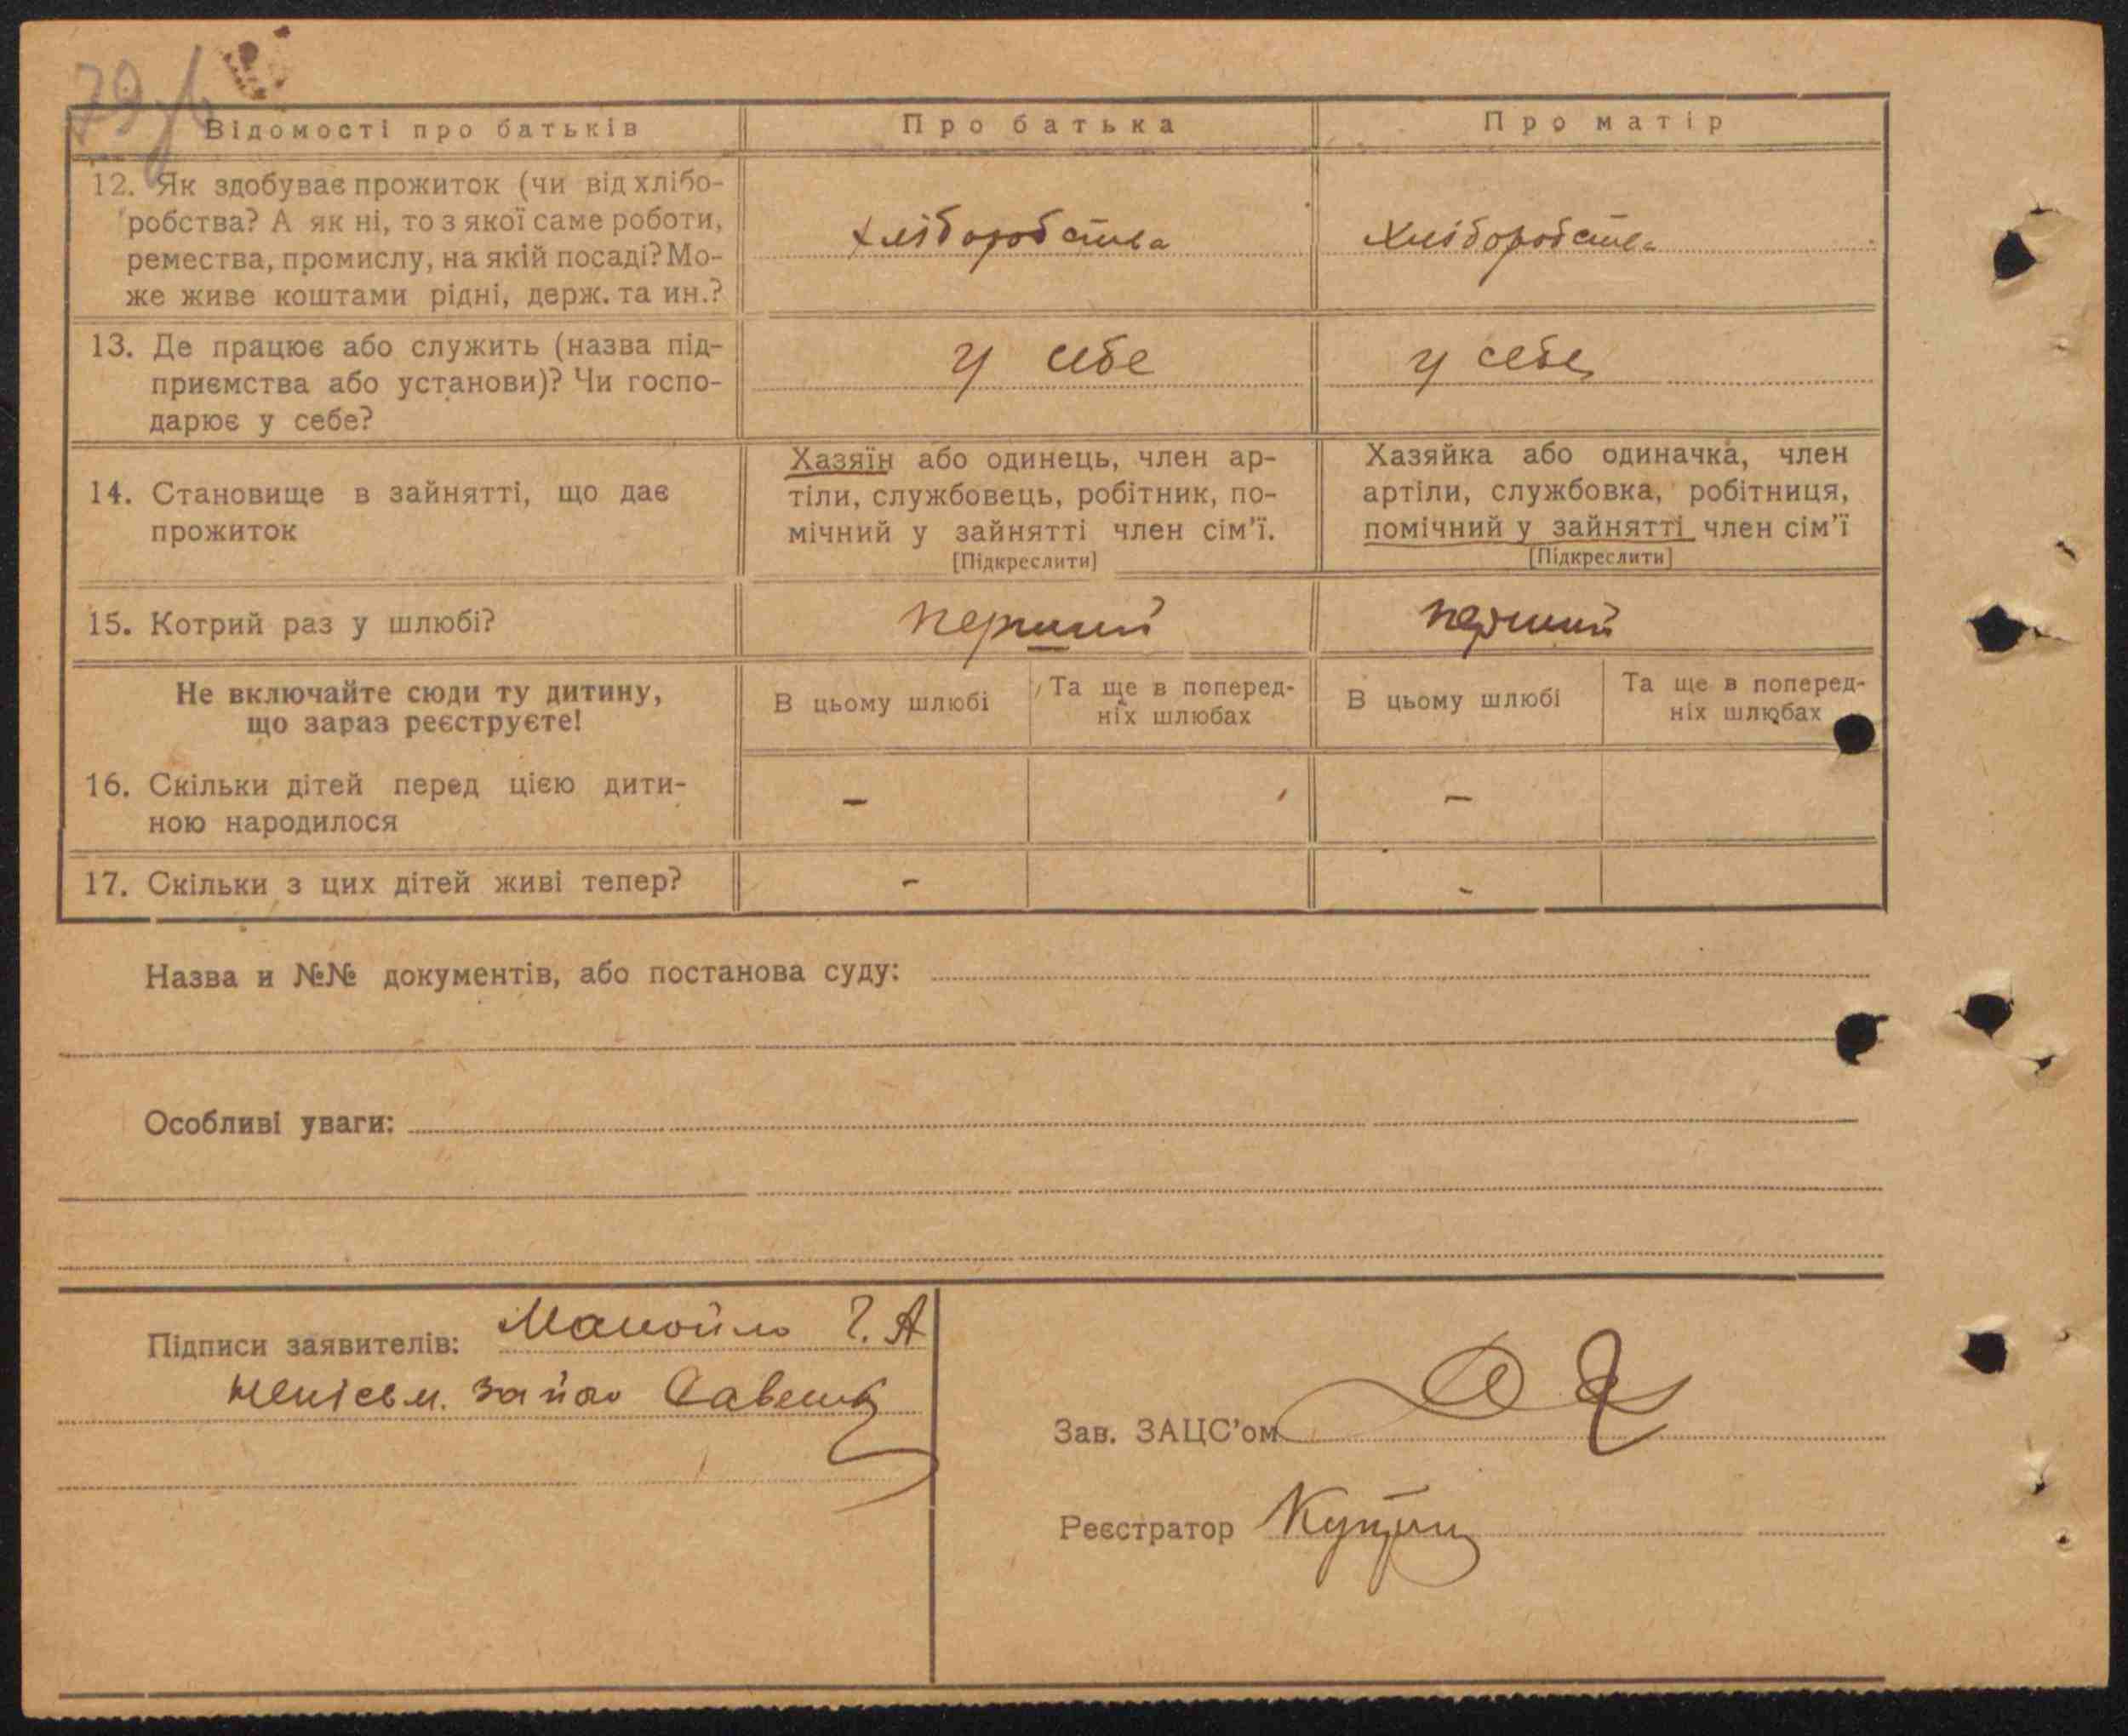 Відомості про батьків
Про батька
Про матір
12. Як здобуває прожиток (чи від хлібо-
робства? А як ні, то з якої саме роботи,
ремества, промислу, на якій посаді? Мо-
же живе коштами рідні, держ. та ин.?
хліборобства
хліборобства
13. Де працює або служить (назва під-
приємства або установи)? Чи госпо-
дарює у себе?
у себе
у себе
14. Становище в зайнятті, що дає
прожиток
Хазяїн або одинець, член ар-
тіли, службовець, робітник, по-
мічний у зайнятті член сім'ї.
[Підкреслити]
Хазяйка або одиначка, член
артіли, службовка, робітниця,
помічний у зайнятті член сім'ї
[Підкреслити]
15. Котрий раз у шлюбі?
перший
перший
Не включайте сюди ту дитину,
що зараз реєструєте!
В цьому шлюбі
Та ще в поперед-
ніх шлюбах
В цьому шлюбі
Та ще в поперед-
ніх шлюбах
16. Скільки дітей перед цією дити-
ною народилося
–
–
17. Скільки з цих дітей живі тепер?
–
–
Назва и №№ документів, або постанова суду:
Особливі уваги:
Підписи заявителів: Манойло Г. А
за
Зав. ЗАЦС'ом
Реєстратор